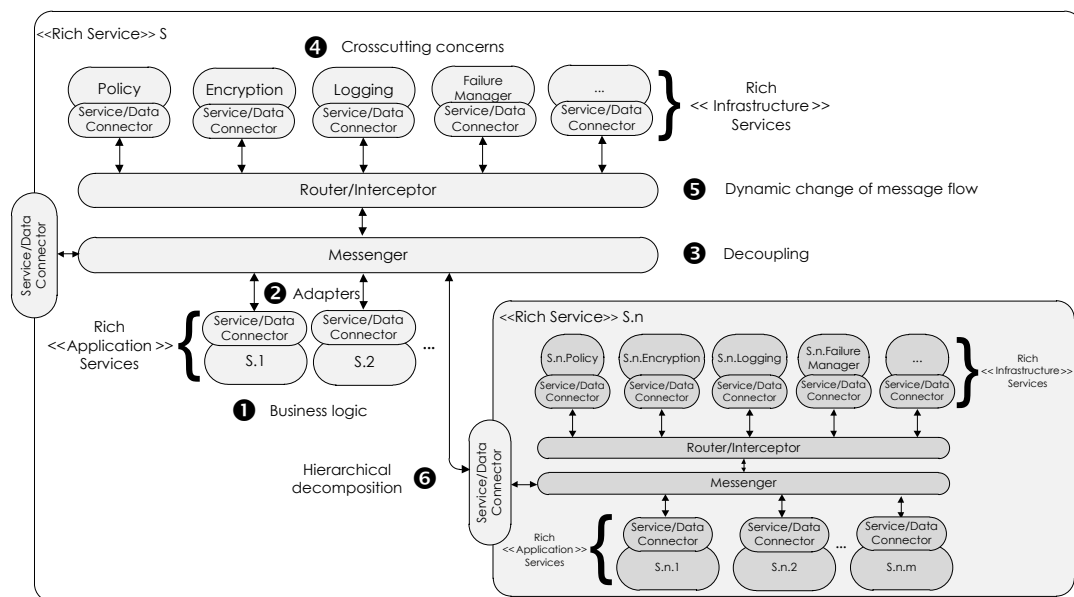 <<Rich Service>> S
❹ Crosscutting concerns
Policy
Service/Data
Connector
Encryption
Service/Data
Connector
Logging
Service/Data
Connector
Failure
Manager
Service/Data
Connector
...
Service/Data
Connector
Rich
<< Infrastructure >>
Services
Router/Interceptor
❺ Dynamic change of message flow
Service/Data
Connector
Messenger
❸ Decoupling
❷ Adapters
Rich
<<Application >>
Services
Service/Data
Connector
S.1
Service/Data
Connector
S.2
...
❶ Business logic
Hierarchical
decomposition ❻
<<Rich Service>> S.n
S.n.Policy
Service/Data
Connector
S.n.Encryption
Service/Data
Connector
S.n.Logging
Service/Data
Connector
S.n.Failure
Manager
Service/Data
Connector
...
Service/Data
Connector
Rich
<< Infrastructure >>
Services
Router/Interceptor
Service/Data
Connector
Messenger
Rich
<<Application >>
Services
Service/Data
Connector
S.n.1
Service/Data
Connector
S.n.2
...
Service/Data
Connector
S.n.m